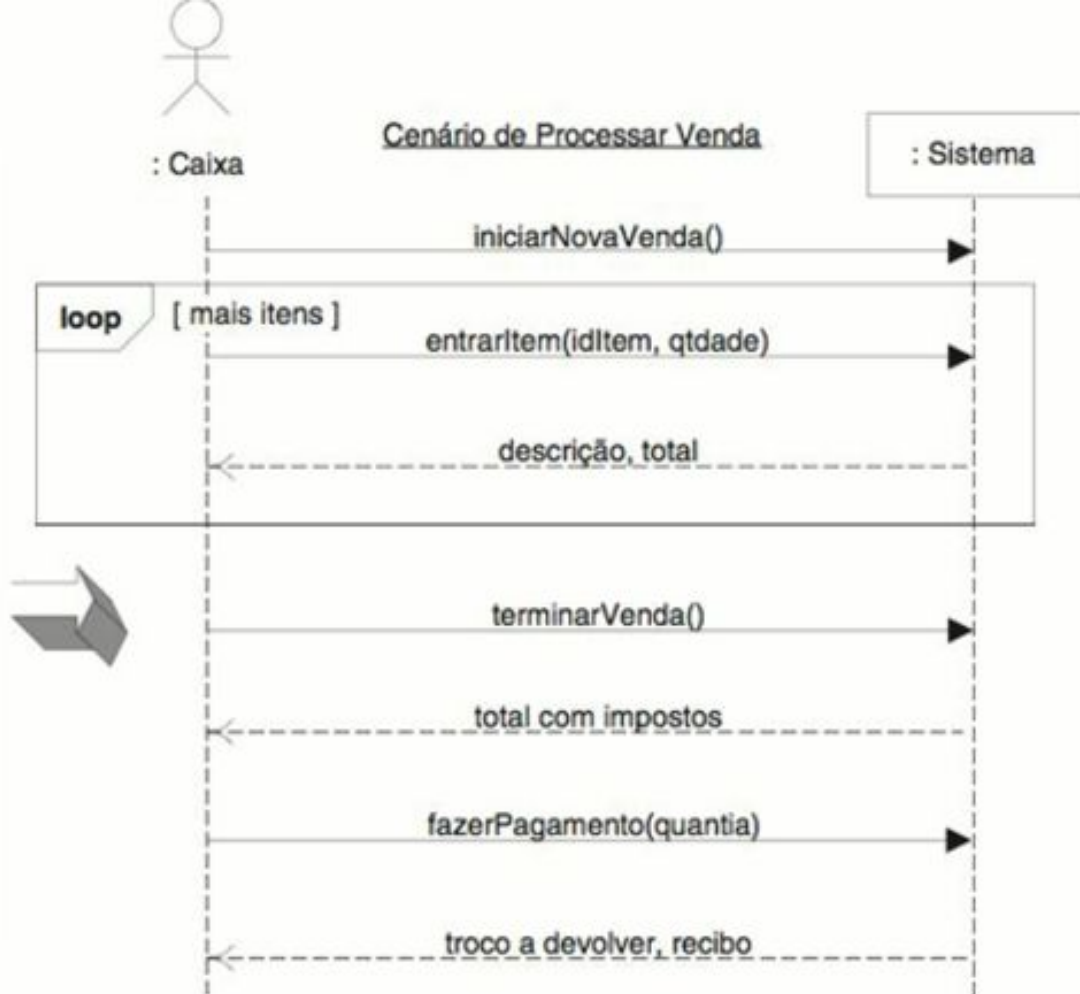 Cenário de Processar Venda
: Caixa
: Sistema
iniciarNovaVenda()
loop
[ mais itens ]
entrarItem(idItem, qtdade)
descrição, total
terminarVenda()
total com impostos
fazerPagamento(quantia)
troco a devolver, recibo